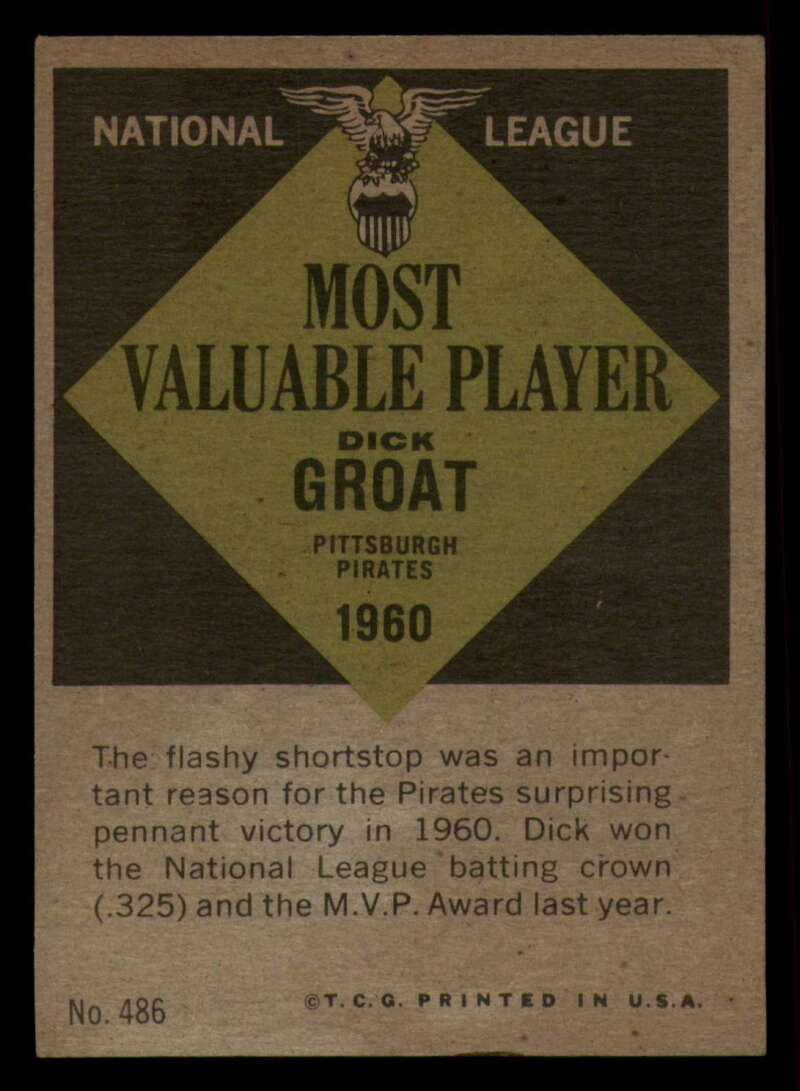 NATIONAL LEAGUE
MOST
VALUABLE PLAYER
DICK
GROAT
PITTSBURGH
PIRATES
1960
The flashy shortstop was an impor-
tant reason for the Pirates surprising
pennant victory in 1960. Dick won
the National League batting crown
(.325) and the M.V.P. Award last year.
No. 486
©T.C.G. PRINTED IN U.S.A.